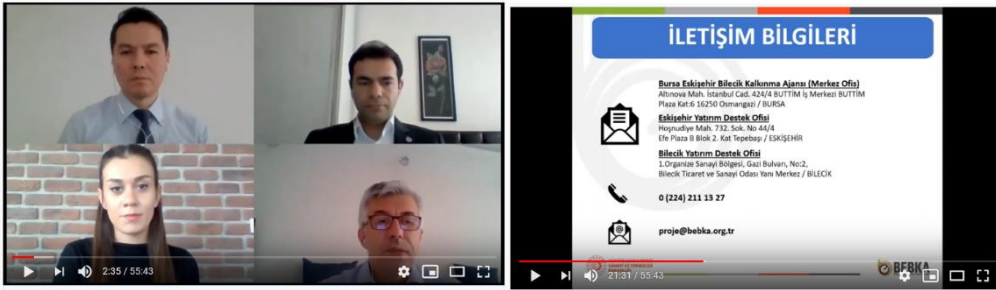 2:35 / 55:43
İLETİŞİM BİLGİLERİ
Bursa Eskişehir Bilecik Kalkınma Ajansı (Merkez Ofis)
Altınova Mah. İstanbul Cad. 424/4 BUTTİM İş Merkezi BUTTİM
Plaza Kat:6 16250 Osmangazi / BURSA
Eskişehir Yatırım Destek Ofisi
Hoşnudiye Mah. 732. Sok. No 44/4
Efe Plaza B Blok 2. Kat Tepebaşı / ESKİŞEHİR
Bilecik Yatırım Destek Ofisi
1.Organize Sanayi Bölgesi, Gazi Bulvarı, No:2,
Bilecik Ticaret ve Sanayi Odası Yanı Merkez / BİLECİK
0 (224) 211 13 27
proje@bebka.org.tr
21:31 / 55:43
BEBKA